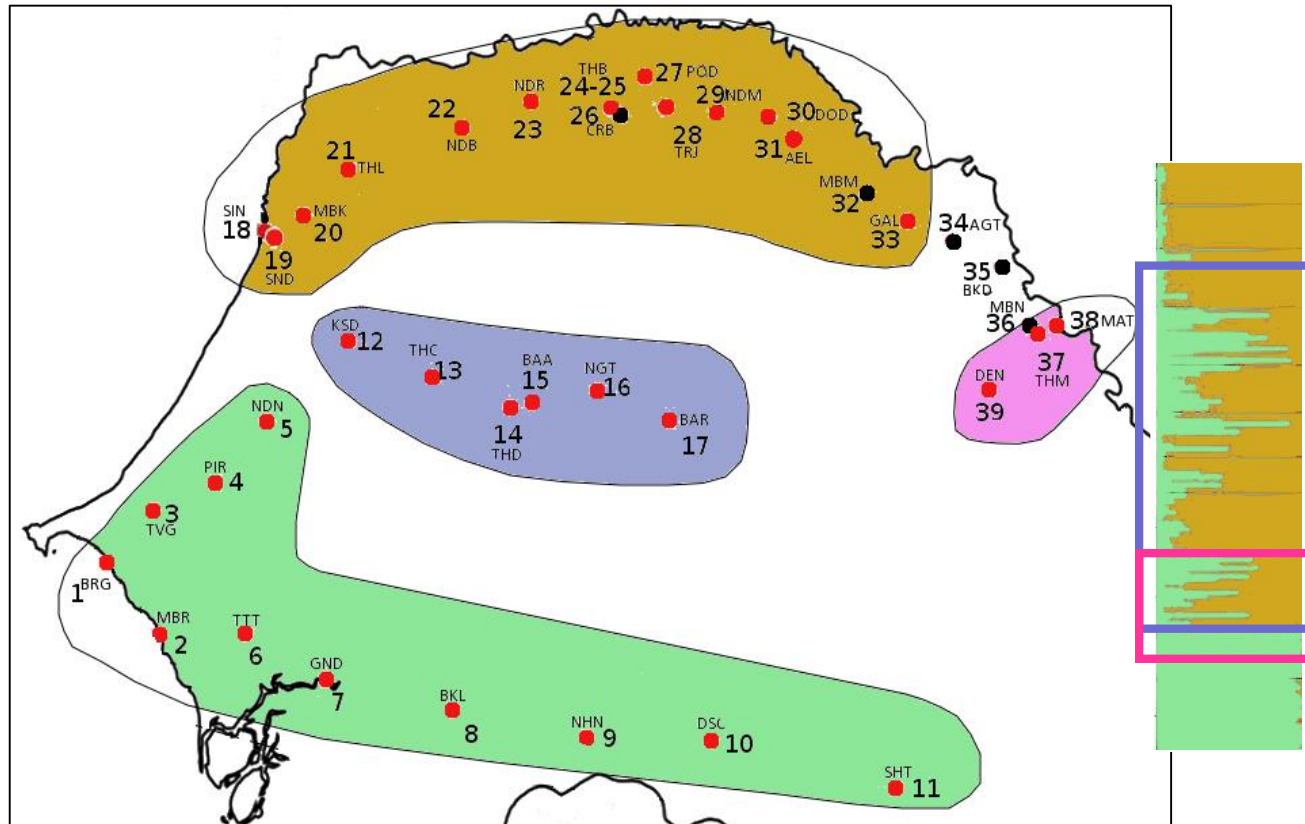 THB
27 POD
NDR
24-25
29 NDM
22
26
30 DOD
23
CRB
28
NDB
TRJ
31 AEL
21
THL
MBM
32
SIN
MBK
18
20
GAL
33
34 AGT
19
SND
35
BKD
MBN
36
38 MAT
KSD
12
THC
13
BAA
15
NGT
16
37
THM
DEN
39
14
THD
BAR
17
NDN
5
PIR
4
3
TVG
BRG
1
MBR
2
TTT
6
GND
7
BKL
8
NHN 9
DSC
10
SHT
11